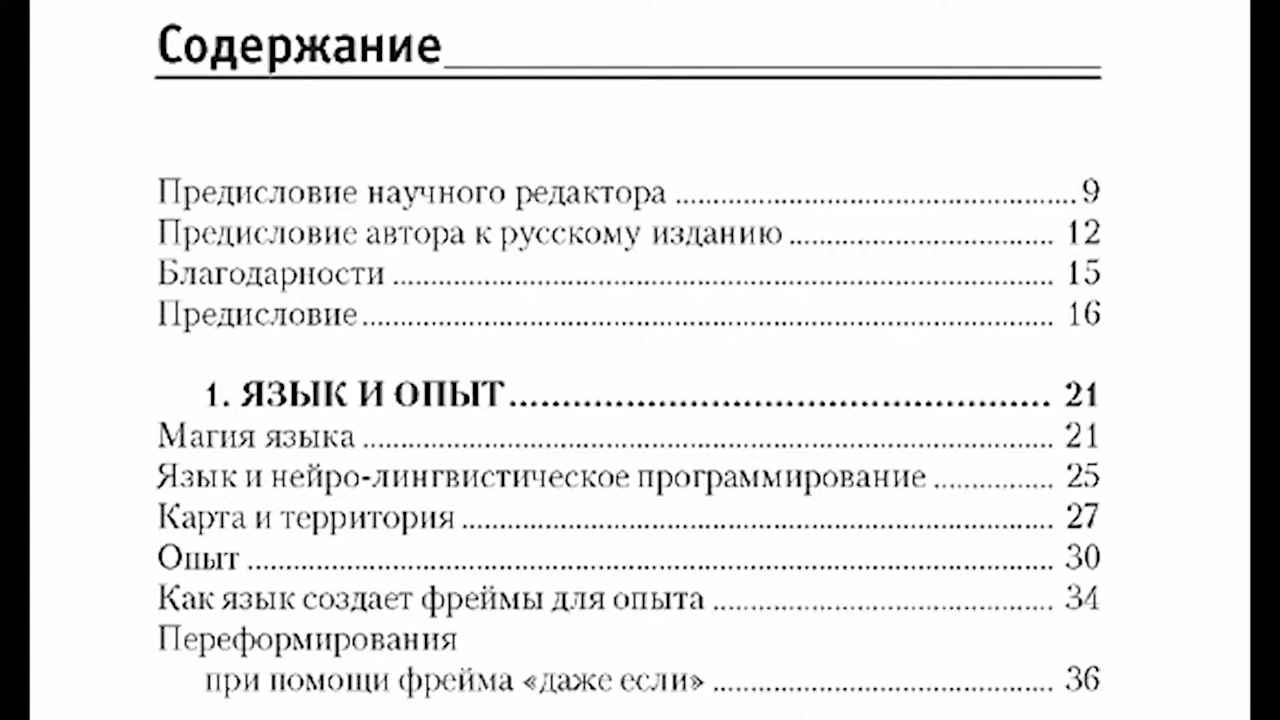 Содержание
Предисловие научного редактора ..... 9
Предисловие автора к русскому изданию ..... 12
Благодарности ..... 15
Предисловие ..... 16
1. ЯЗЫК И ОПЫТ ..... 21
Магия языка ..... 21
Язык и нейро-лингвистическое программирование ..... 25
Карта и территория ..... 27
Опыт ..... 30
Как язык создает фреймы для опыта ..... 34
Переформирования
при помощи фрейма «даже если» ..... 36